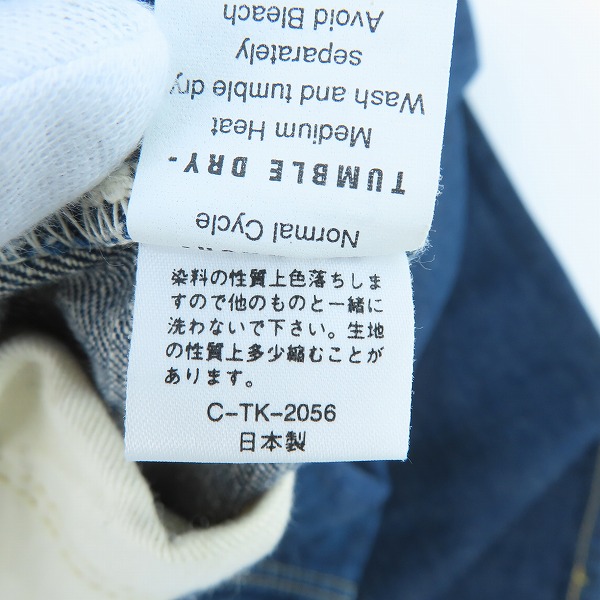 Normal Cycle
TUMBLE DRY-
Medium Heat
Wash and tumble dry
separately
Avoid Bleach
染料の性質上色落ちしま
すので他のものと一緒に
洗わないで下さい。生地
の性質上多少縮むことが
あります。
C-TK-2056
日本製